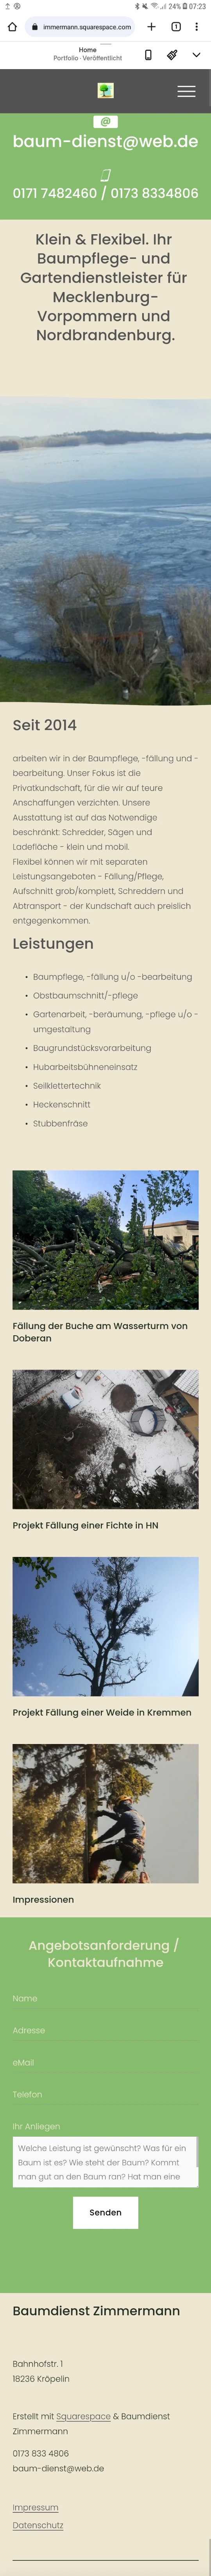 24% 07:23
immermann.squarespace.com
1
Home
Portfolio · Veröffentlicht
@
baum-dienst@web.de
0171 7482460 / 0173 8334806
Klein & Flexibel. Ihr
Baumpflege- und
Gartendienstleister für
Mecklenburg-
Vorpommern und
Nordbrandenburg.
Seit 2014
arbeiten wir in der Baumpflege, -fällung und -
bearbeitung. Unser Fokus ist die
Privatkundschaft, für die wir auf teure
Anschaffungen verzichten. Unsere
Ausstattung ist auf das Notwendige
beschränkt: Schredder, Sägen und
Ladefläche - klein und mobil.
Flexibel können wir mit separaten
Leistungsangeboten - Fällung/Pflege,
Aufschnitt grob/komplett, Schreddern und
Abtransport - der Kundschaft auch preislich
entgegenkommen.
Leistungen
• Baumpflege, -fällung u/o -bearbeitung
• Obstbaumschnitt/-pflege
• Gartenarbeit, -beräumung, -pflege u/o -
umgestaltung
• Baugrundstücksvorarbeitung
• Hubarbeitsbühneneinsatz
• Seilklettertechnik
• Heckenschnitt
• Stubbenfräse
Fällung der Buche am Wasserturm von
Doberan
Projekt Fällung einer Fichte in HN
Projekt Fällung einer Weide in Kremmen
Impressionen
Angebotsanforderung /
Kontaktaufnahme
Name
Adresse
eMail
Telefon
Ihr Anliegen
Welche Leistung ist gewünscht? Was für ein
Baum ist es? Wie steht der Baum? Kommt
man gut an den Baum ran? Hat man eine
Senden
Baumdienst Zimmermann
Bahnhofstr. 1
18236 Kröpelin
Erstellt mit Squarespace & Baumdienst
Zimmermann
0173 833 4806
baum-dienst@web.de
Impressum
Datenschutz